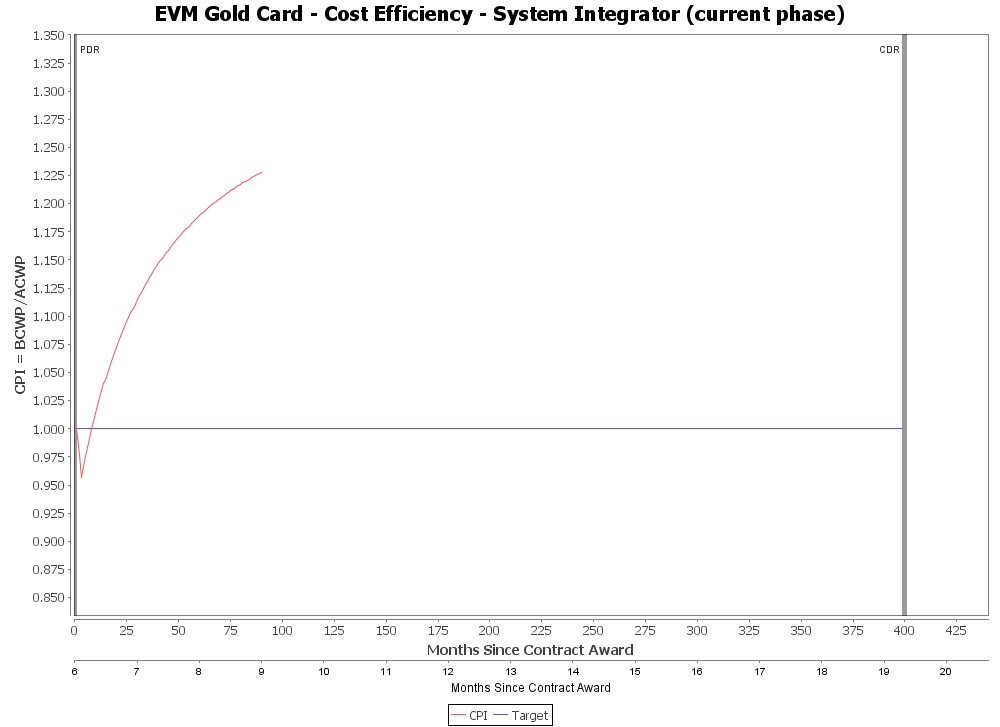 EVM Gold Card - Cost Efficiency - System Integrator (current phase)
1.350
1.325
1.300
1.275
1.250
1.225
1.200
1.175
1.150
1.125
1.100
1.075
1.050
1.025
1.000
0.975
0.950
0.925
0.900
0.875
0.850
CPI = BCWP/ACWP
PDR
CDR
0 25 50 75 100 125 150 175 200 225 250 275 300 325 350 375 400 425
Months Since Contract Award
6 7 8 9 10 11 12 13 14 15 16 17 18 19 20
Months Since Contract Award
CPI Target